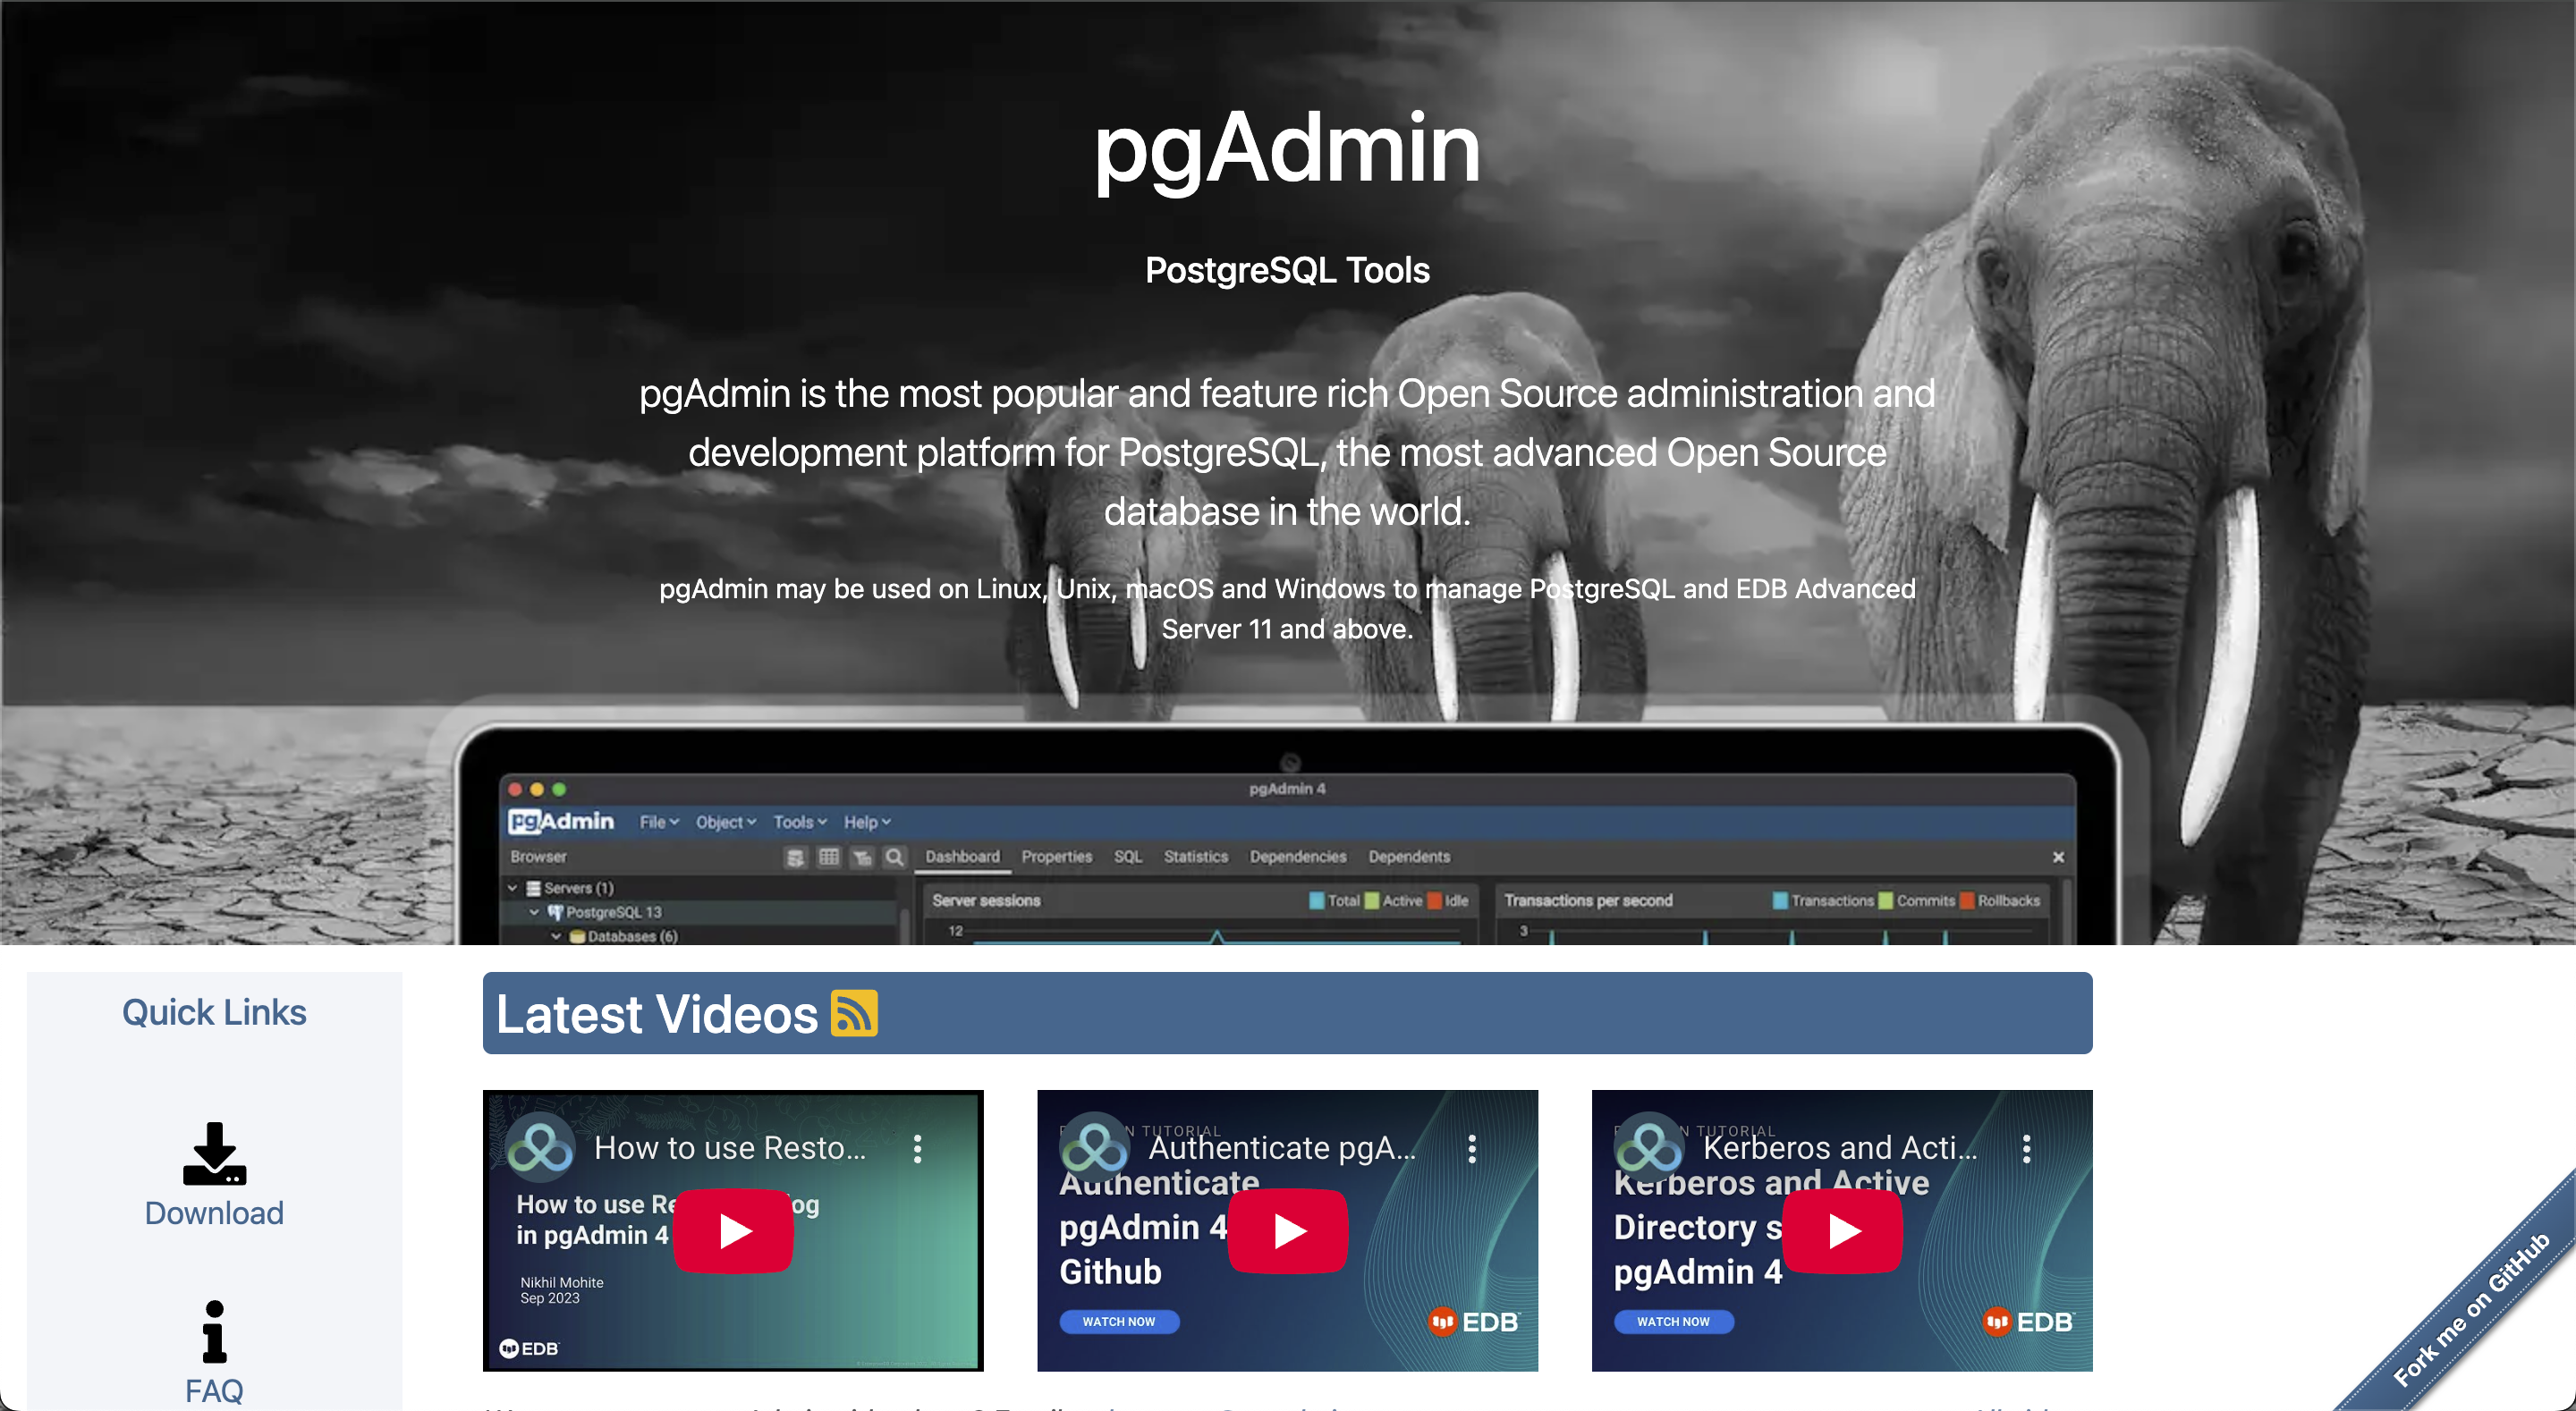 pgAdmin
PostgreSQL Tools
pgAdmin is the most popular and feature rich Open Source administration and
development platform for PostgreSQL, the most advanced Open Source
database in the world.
pgAdmin may be used on Linux, Unix, macOS and Windows to manage PostgreSQL and EDB Advanced
Server 11 and above.
pgAdmin 4
pgAdmin File Object Tools Help
Browser Dashboard Properties SQL Statistics Dependencies Dependents
Servers (1)
PostgreSQL 13
Databases (6)
Server sessions Total Active Idle
12
Transactions per second Transactions Commits Rollbacks
3
Quick Links
Download
FAQ
Latest Videos
How to use Resto...
How to use Re og
in pgAdmin 4
Nikhil Mohite
Sep 2023
EDB
TUTORIAL
Authenticate pgA...
Authenticate
pgAdmin 4
Github
WATCH NOW
EDB
TUTORIAL
Kerberos and Acti...
Kerberos and Active
Directory s
pgAdmin 4
WATCH NOW
EDB
Fork me on GitHub